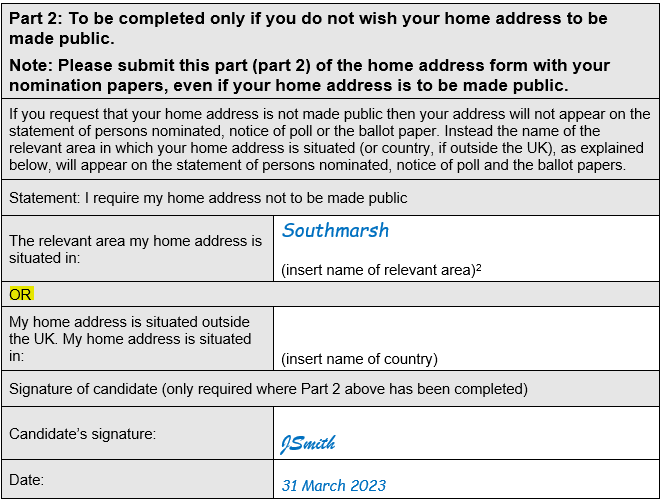 Part 2: To be completed only if you do not wish your home address to be
made public.
Note: Please submit this part (part 2) of the home address form with your
nomination papers, even if your home address is to be made public.
If you request that your home address is not made public then your address will not appear on the
statement of persons nominated, notice of poll or the ballot paper. Instead the name of the
relevant area in which your home address is situated (or country, if outside the UK), as explained
below, will appear on the statement of persons nominated, notice of poll and the ballot papers.
Statement: I require my home address not to be made public
The relevant area my home address is
situated in:
Southmarsh
(insert name of relevant area)²
OR
My home address is situated outside
the UK. My home address is situated
in:
(insert name of country)
Signature of candidate (only required where Part 2 above has been completed)
Candidate's signature:
JSmith
Date:
31 March 2023